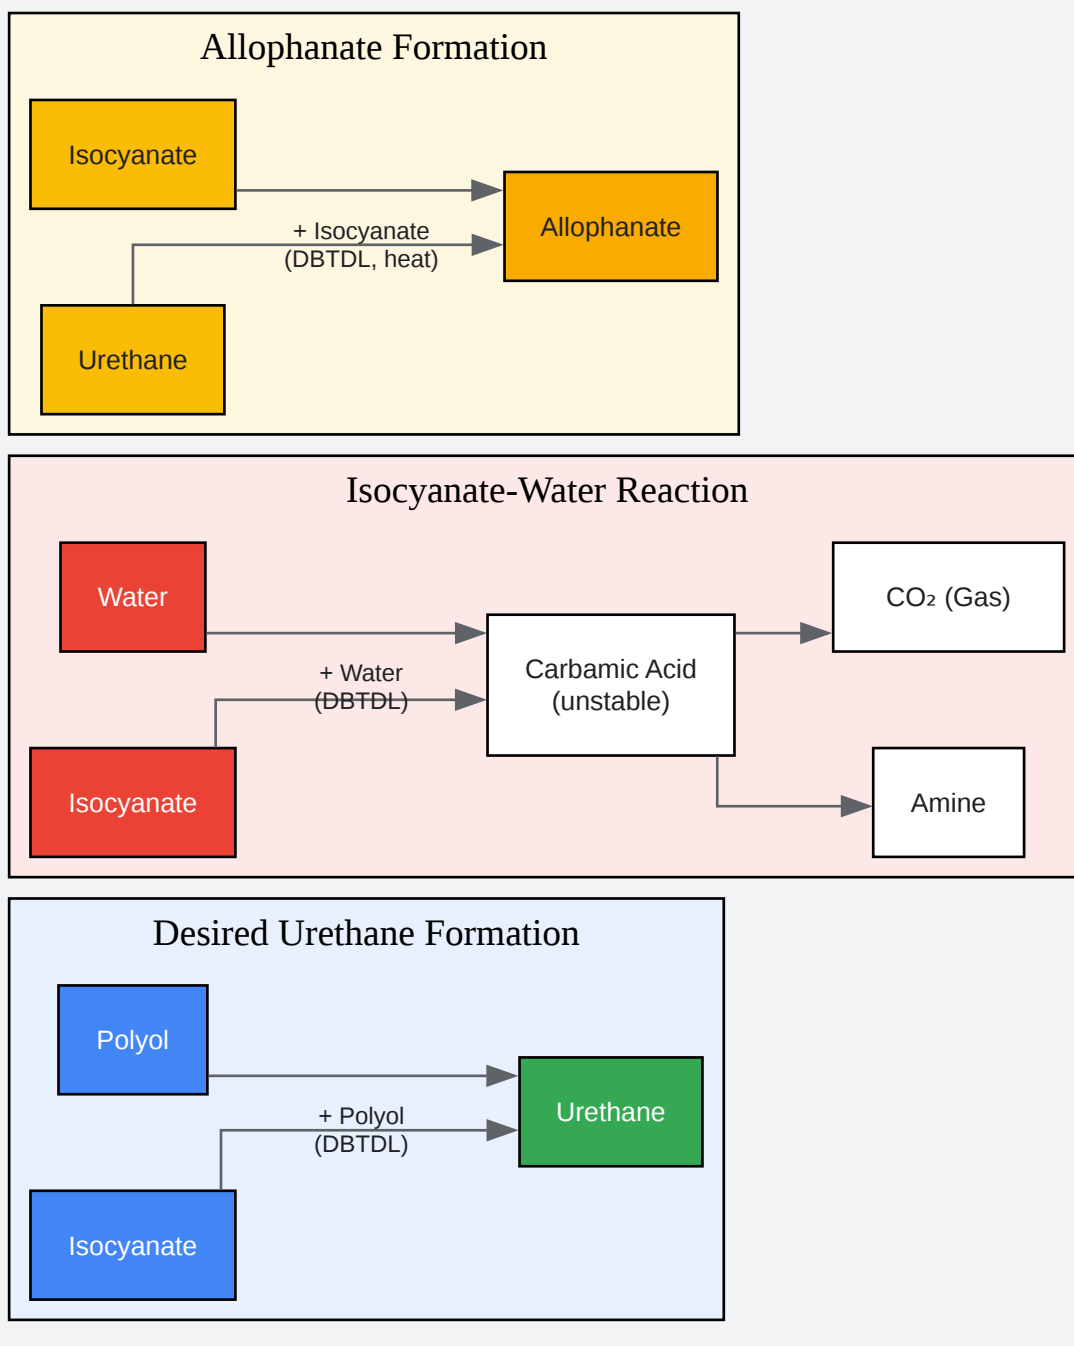 Allophanate Formation
Isocyanate
+ Isocyanate
(DBTDL, heat)
Allophanate
Urethane
Isocyanate-Water Reaction
Water
+ Water
(DBTDL)
Carbamic Acid
(unstable)
CO₂ (Gas)
Isocyanate
Amine
Desired Urethane Formation
Polyol
+ Polyol
(DBTDL)
Urethane
Isocyanate